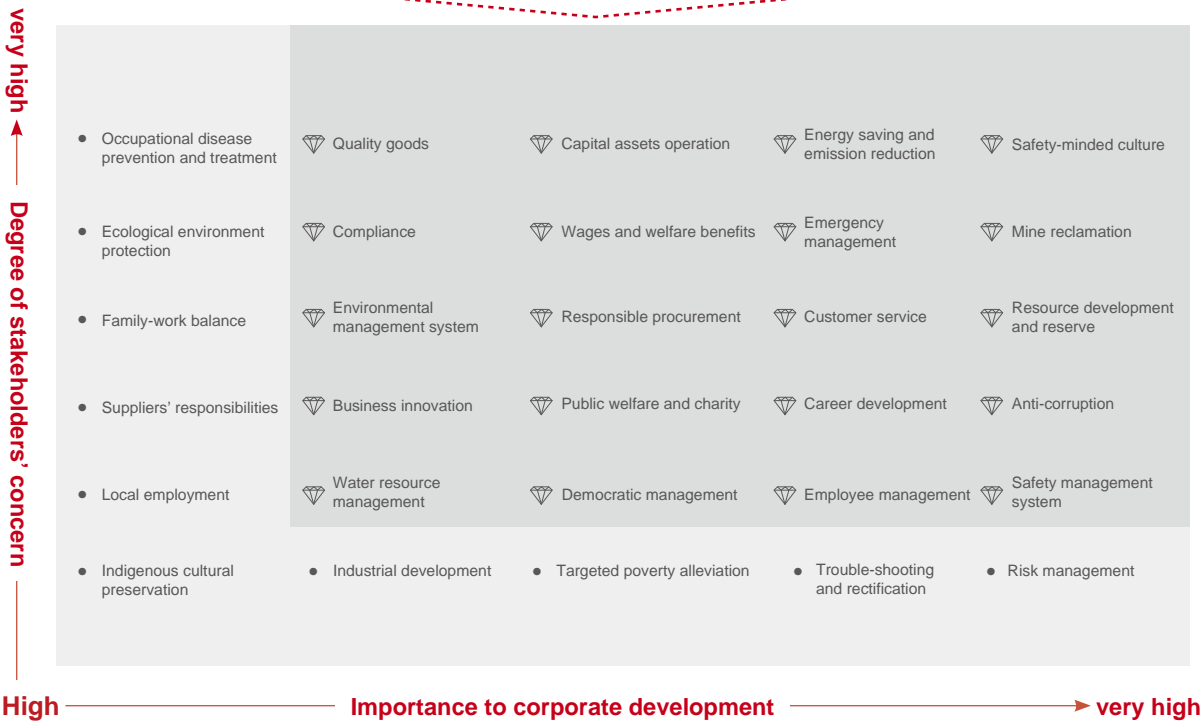 very high
Degree of stakeholders' concern
Occupational disease
prevention and treatment
Quality goods
Capital assets operation
Energy saving and
emission reduction
Safety-minded culture
Ecological environment
protection
Compliance
Wages and welfare benefits
Emergency
management
Mine reclamation
Family-work balance
Environmental
management system
Responsible procurement
Customer service
Resource development
and reserve
Suppliers' responsibilities
Business innovation
Public welfare and charity
Career development
Anti-corruption
Local employment
Water resource
management
Democratic management
Employee management
Safety management
system
Indigenous cultural
preservation
Industrial development
Targeted poverty alleviation
Trouble-shooting
and rectification
Risk management
High
Importance to corporate development
very high